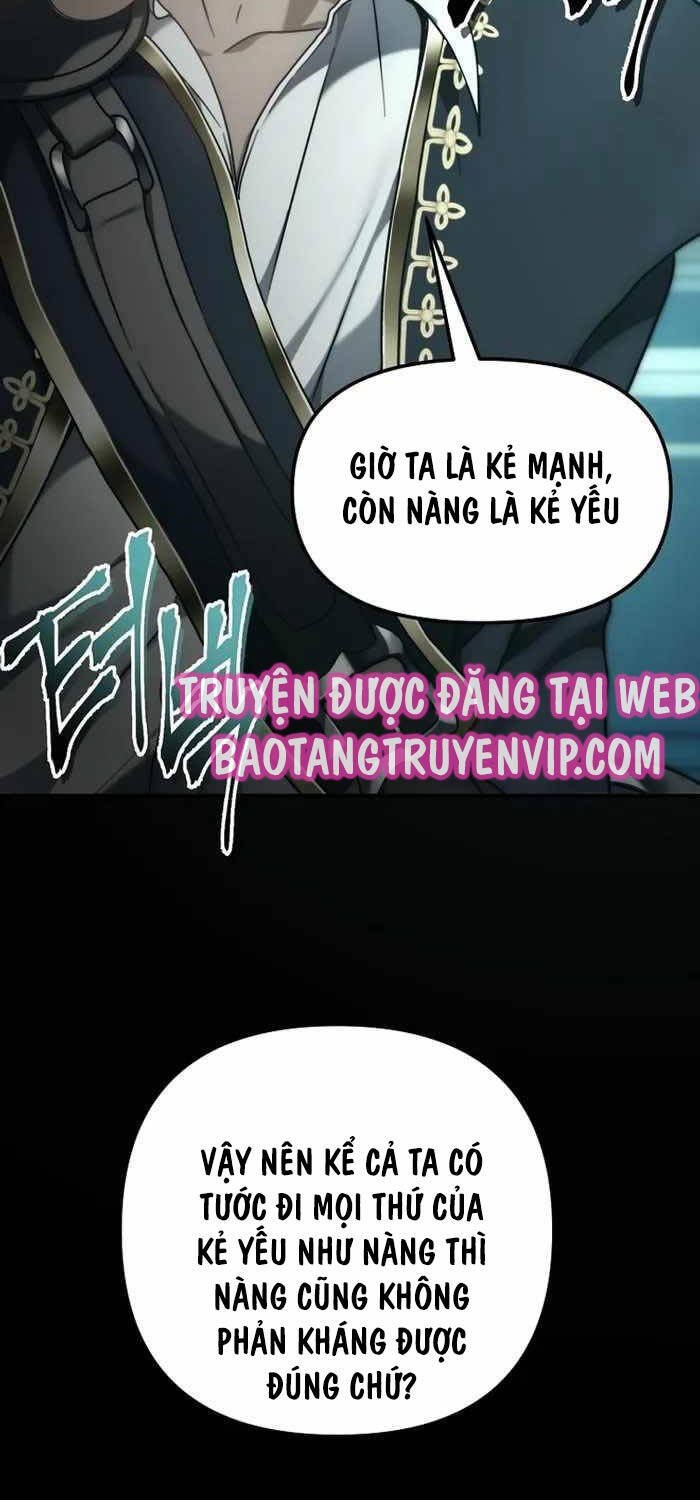 GIỜ TA LÀ KẺ MẠNH,
CÒN NÀNG LÀ KẺ YẾU
터벅
TRUYỆN ĐƯỢC ĐĂNG TẠI WEB
BAOTANGTRUYENVIP.COM
VẬY NÊN KỂ CẢ TA CÓ
TƯỚC ĐI MỌI THỨ CỦA
KẺ YẾU NHƯ NÀNG THÌ
NÀNG CŨNG KHÔNG
PHẢN KHÁNG ĐƯỢC
ĐÚNG CHỨ?